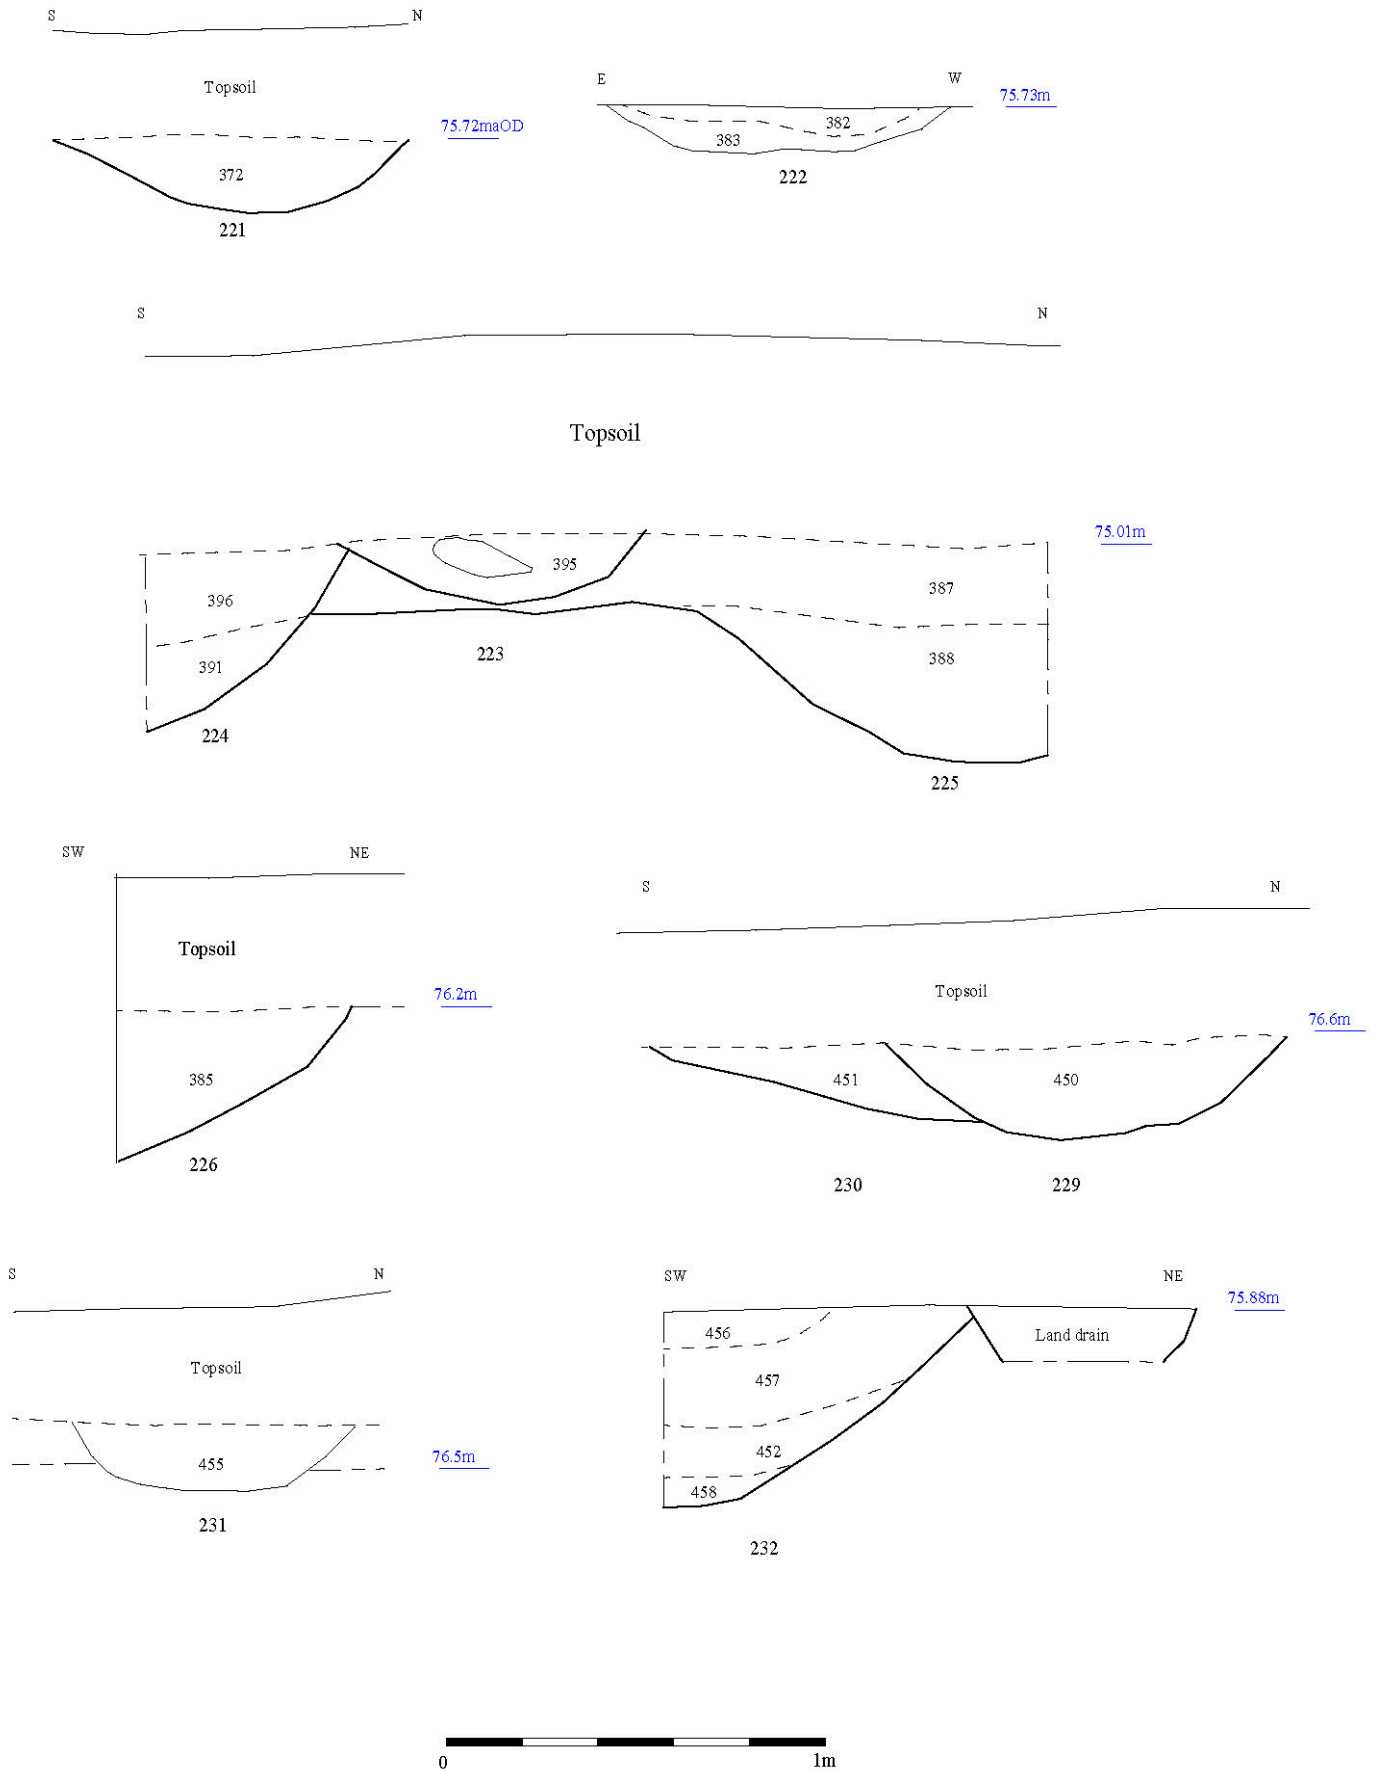 S N
Topsoil
75.72maOD
372
221
E W
75.73m
382
383
222
S N
Topsoil
75.01m
395
396
387
391
388
223
224
225
SW NE
Topsoil
76.2m
385
226
S N
Topsoil
76.6m
451 450
230 229
S N
Topsoil
455
76.5m
231
SW NE
75.88m
456
Land drain
457
452
458
232
0 1m